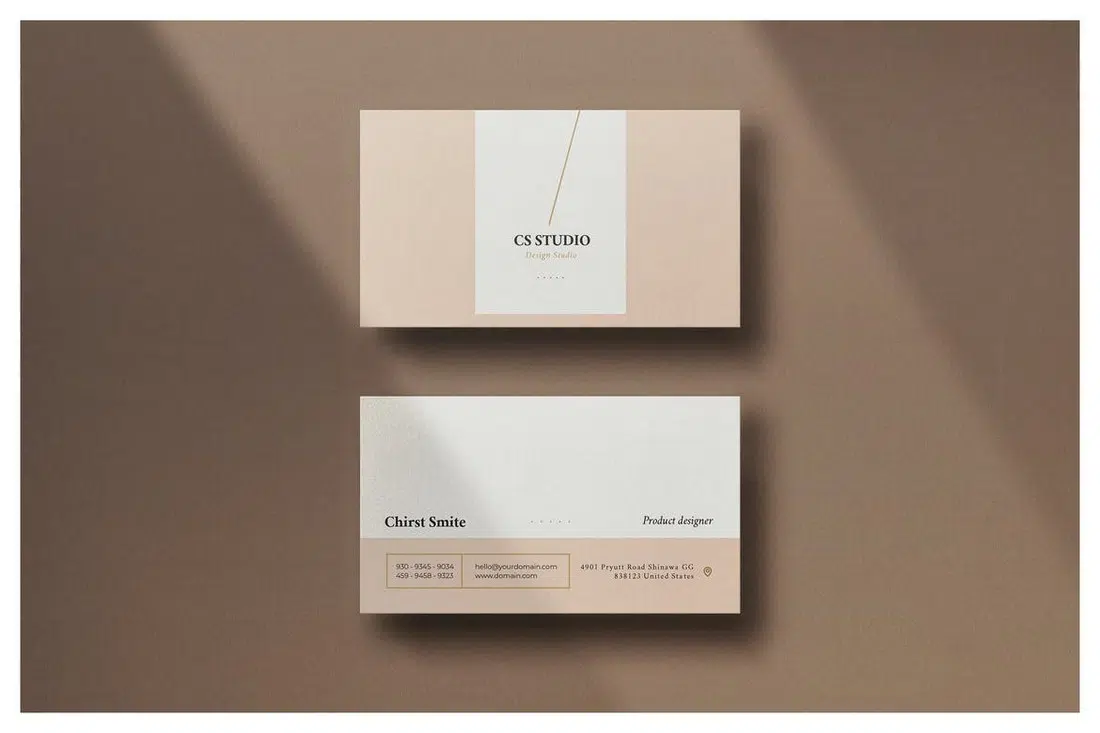 CS STUDIO
Design Studio
Chirst Smite
Product designer
930 - 9345 - 9034
459 - 9458 - 9323
hello@yourdomain.com
www.domain.com
4901 Pryutt Road Shinawa GG
838123 United States